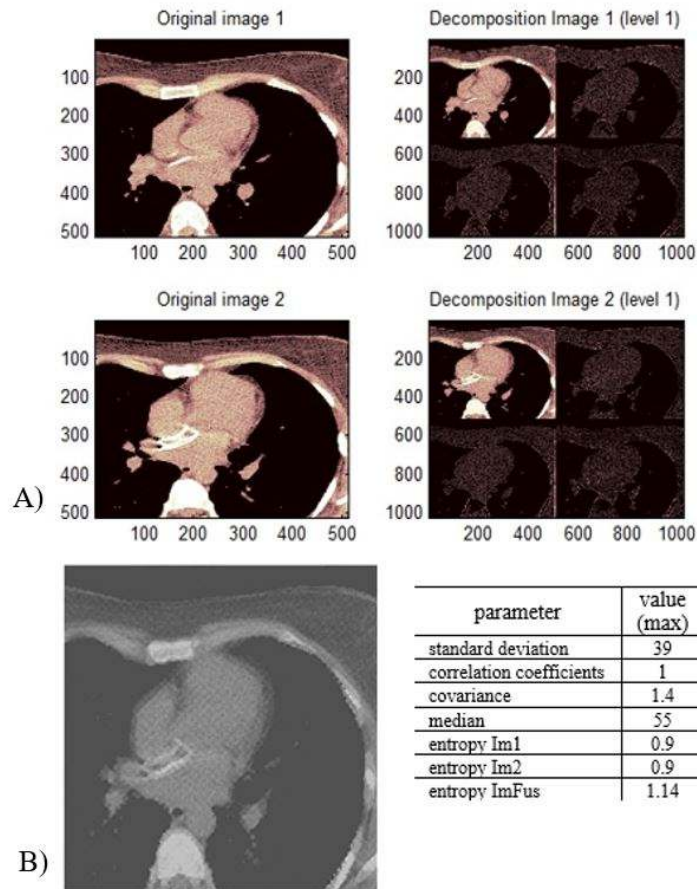 Original image 1
Decomposition Image 1 (level 1)
100
200
300
400
500
100 200 300 400 500
200
400
600
800
1000
200 400 600 800 1000
Original image 2
Decomposition Image 2 (level 1)
100
200
300
400
500
100 200 300 400 500
200
400
600
800
1000
200 400 600 800 1000
A)
parameter value (max)
standard deviation 39
correlation coefficients 1
covariance 1.4
median 55
entropy Im1 0.9
entropy Im2 0.9
entropy ImFus 1.14
B)